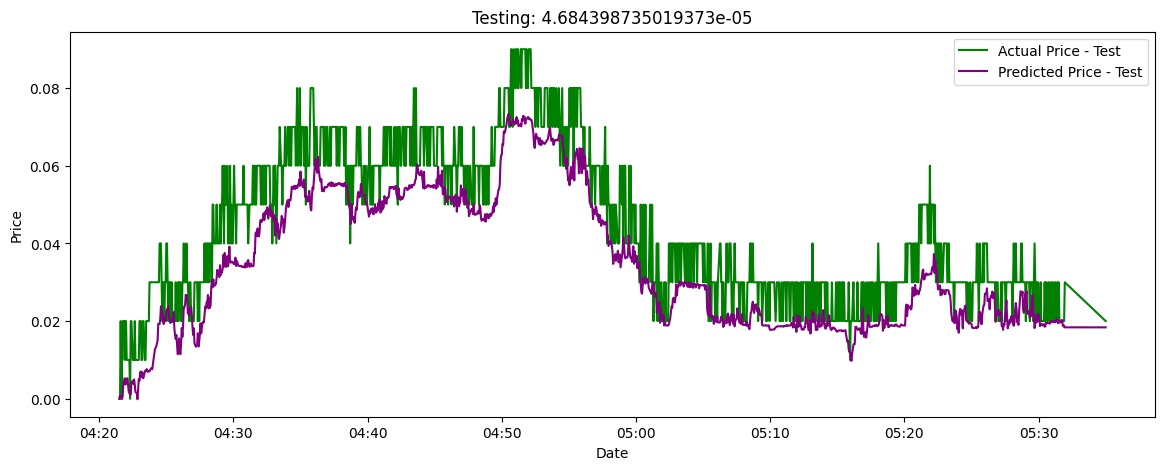 Testing: 4.684398735019373e-05
Actual Price - Test
Predicted Price - Test
Price
0.08
0.06
0.04
0.02
0.00
04:20 04:30 04:40 04:50 05:00 05:10 05:20 05:30
Date